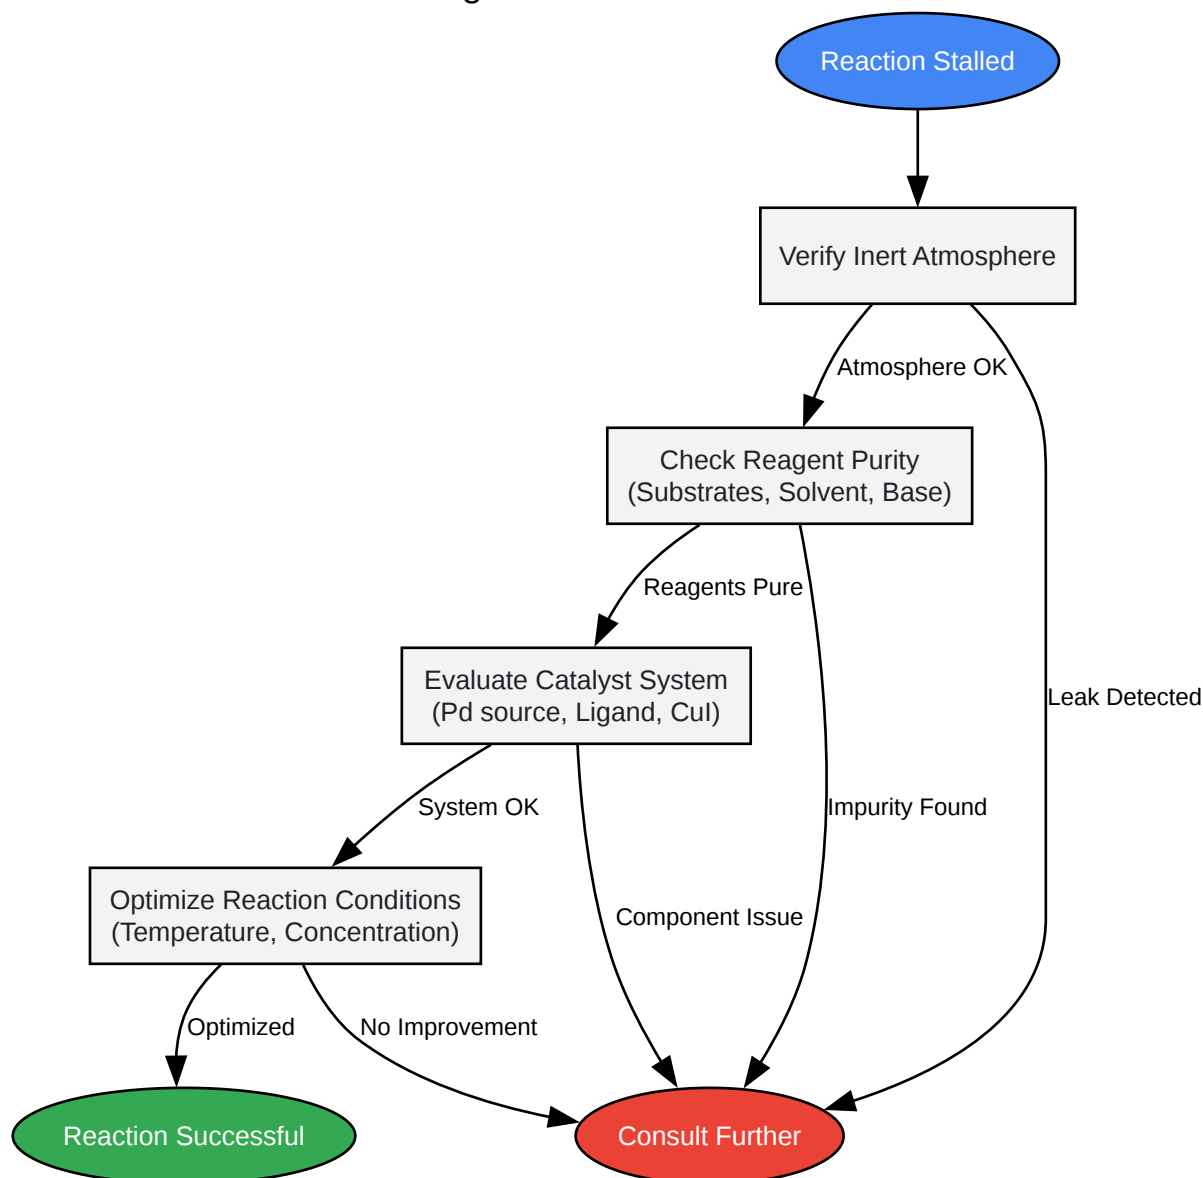 Reaction Stalled
Verify Inert Atmosphere
Atmosphere OK
Check Reagent Purity
(Substrates, Solvent, Base)
Reagents Pure
Evaluate Catalyst System
(Pd source, Ligand, CuI)
Leak Detected
System OK
Impurity Found
Optimize Reaction Conditions
(Temperature, Concentration)
Component Issue
Optimized
No Improvement
Reaction Successful
Consult Further